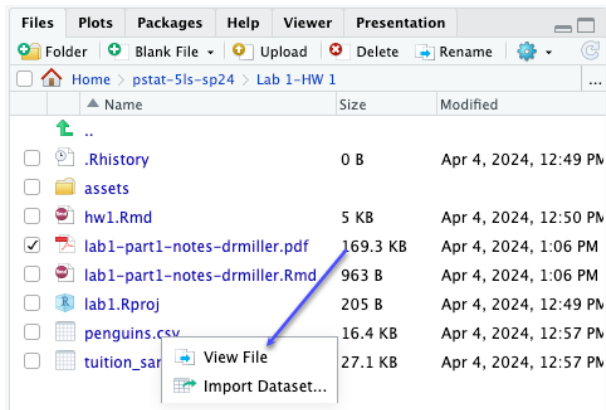 Files Plots Packages Help Viewer Presentation
Folder Blank File Upload Delete Rename
Home > pstat-5ls-sp24 > Lab 1-HW 1 ...
Name Size Modified
..
.Rhistory 0 B Apr 4, 2024, 12:49 PM
assets
hw1.Rmd 5 KB Apr 4, 2024, 12:50 PM
lab1-part1-notes-drmiller.pdf 169.3 KB Apr 4, 2024, 1:06 PM
lab1-part1-notes-drmiller.Rmd 963 B Apr 4, 2024, 1:06 PM
lab1.Rproj 205 B Apr 4, 2024, 12:49 PM
penguins.csv 16.4 KB Apr 4, 2024, 12:57 PM
tuition_sa 27.1 KB Apr 4, 2024, 12:57 PM
View File
Import Dataset...